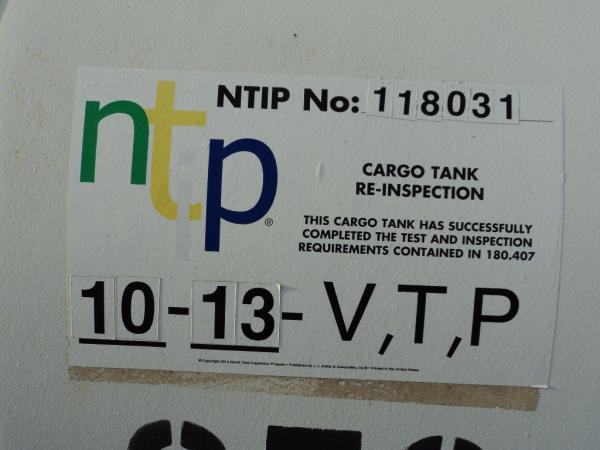 ntp®
NTIP No: 118031
CARGO TANK
RE-INSPECTION
THIS CARGO TANK HAS SUCCESSFULLY
COMPLETED THE TEST AND INSPECTION
REQUIREMENTS CONTAINED IN 180.407
10-13-V,T,P